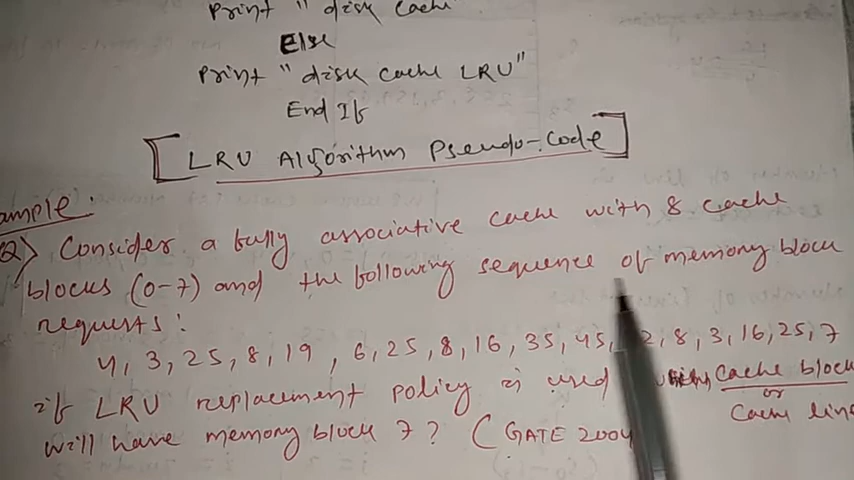 Print "disk cache
Else
Print "disk cache LRU"
End If
[LRU Algorithm Pseudo-code]
ample:
Q) Consider a fully associative cache with 8 cache
blocks (0-7) and the following sequence of memory block
requests:
4, 3, 25, 8, 19, 6, 25, 8, 16, 35, 45, 2, 8, 3, 16, 25, 7
if LRU replacement policy is used cache block
or
Cache line
will have memory block 7? (GATE 2004